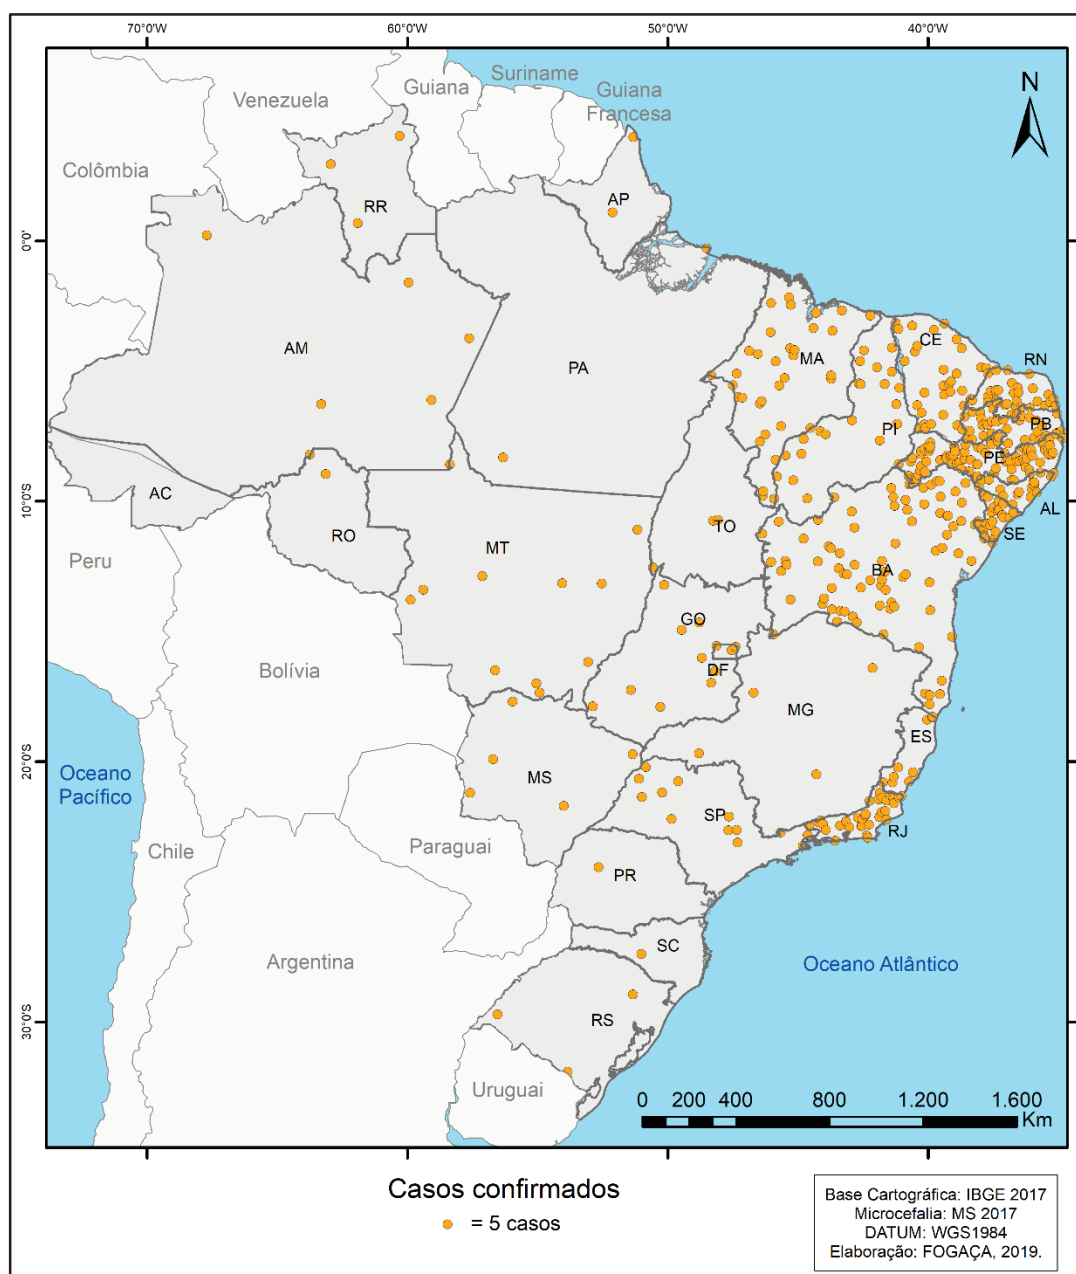 70°0'W 60°0'W 50°0'W 40°0'W
Suriname
Guiana
Guiana
Francesa
Venezuela
N
Colômbia
RR
AP
0°0'
AM
PA
MA
CE
RN
PI
PB
PE
AC
10°0'S
AL
TO
SE
RO
MT
Peru
BA
GO
DF
Bolívia
MG
ES
20°0'S
Oceano
Pacífico
MS
SP
RJ
Chile
Paraguai
PR
SC
Argentina
Oceano Atlântico
RS
30°0'S
Uruguai
0 200 400 800 1.200 1.600
Km
Casos confirmados
= 5 casos
Base Cartográfica: IBGE 2017
Microcefalia: MS 2017
DATUM: WGS1984
Elaboração: FOGAÇA, 2019.